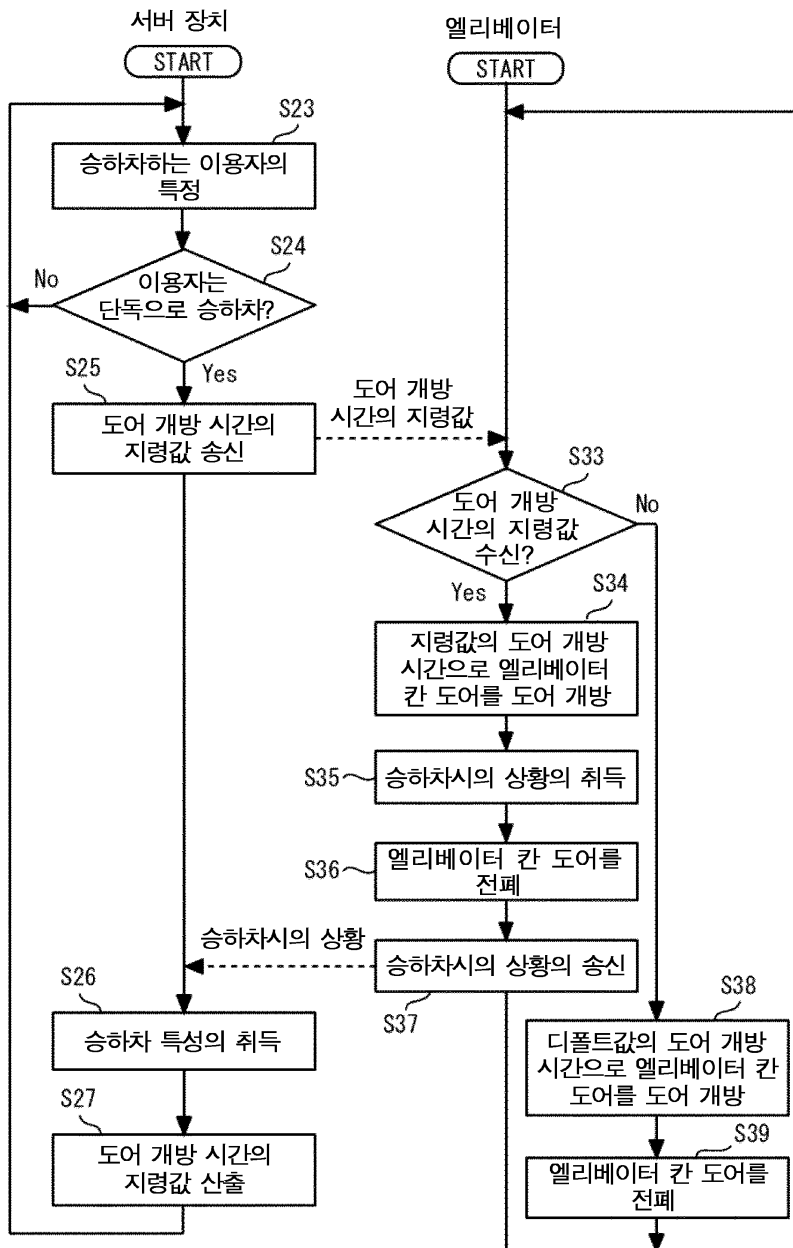 서버 장치
START
S23
승하차하는 이용자의
특정
S24
이용자는
단독으로 승하차?
No
Yes
S25
도어 개방 시간의
지령값 송신
도어 개방
시간의 지령값
승하차시의 상황
S26
승하차 특성의 취득
S27
도어 개방 시간의
지령값 산출
엘리베이터
START
S33
도어 개방
시간의 지령값
수신?
No
Yes
S34
지령값의 도어 개방
시간으로 엘리베이터
칸 도어를 도어 개방
S35
승하차시의 상황의 취득
S36
엘리베이터 칸 도어를
전폐
승하차시의 상황의 송신
S37
S38
디폴트값의 도어 개방
시간으로 엘리베이터 칸
도어를 도어 개방
S39
엘리베이터 칸 도어를
전폐